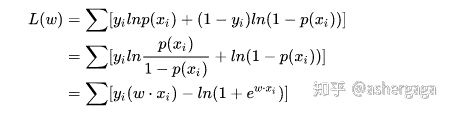 L(w) = ∑[y_i ln p(x_i) + (1 − y_i) ln(1 − p(x_i))]
= ∑[y_i ln \frac{p(x_i)}{1 − p(x_i)} + ln(1 − p(x_i))]
= ∑[y_i(w · x_i) − ln(1 + e^{w·x_i})]
知乎 @ashergaga